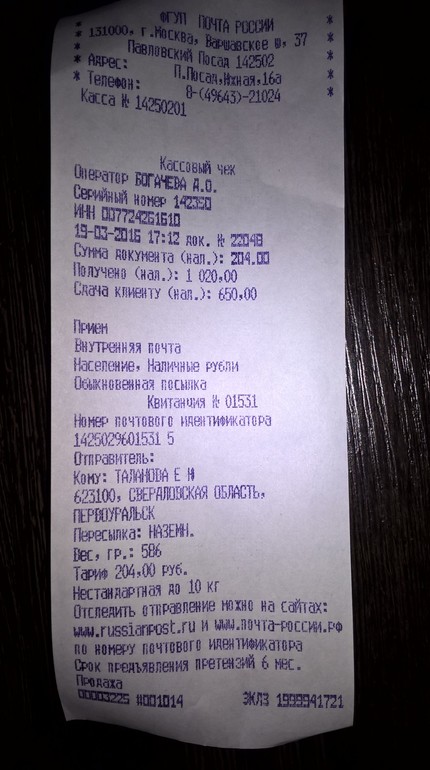 * ФГУП ПОЧТА РОССИИ *
* 131000, г.Москва, Варшавское ш, 37 *
* Павловский Посад 142502 *
* Адрес: П.Посад,Южная,16а *
* Телефон: 8-(49643)-21024 *
Касса № 14250201
Кассовый чек
Оператор БОГАЧЕВА А.О.
Серийный номер 142350
ИНН 007724261610
19-03-2016 17:12 док. № 22048
Сумма документа (нал.): 204.00
Получено (нал.): 1 020,00
Сдача клиенту (нал.): 650,00
Прием
Внутренняя почта
Население, Наличные рубли
Обыкновенная посылка
Квитанция № 01531
Номер почтового идентификатора
1425029601531 5
Отправитель:
Кому: ТАЛАНОВА Е Н
623100, СВЕРДЛОВСКАЯ ОБЛАСТЬ,
ПЕРВОУРАЛЬСК
Пересылка: НАЗЕМН.
Вес, гр.: 586
Тариф 204,00 РУБ.
Нестандартная до 10 кг
Отследить отправление можно на сайтах:
www.russianpost.ru и www.почта-россии.рф
по номеру почтового идентификатора
Срок предъявления претензий 6 мес.
Продажа
00003225 #001014 ЭКЛЗ 1999941721